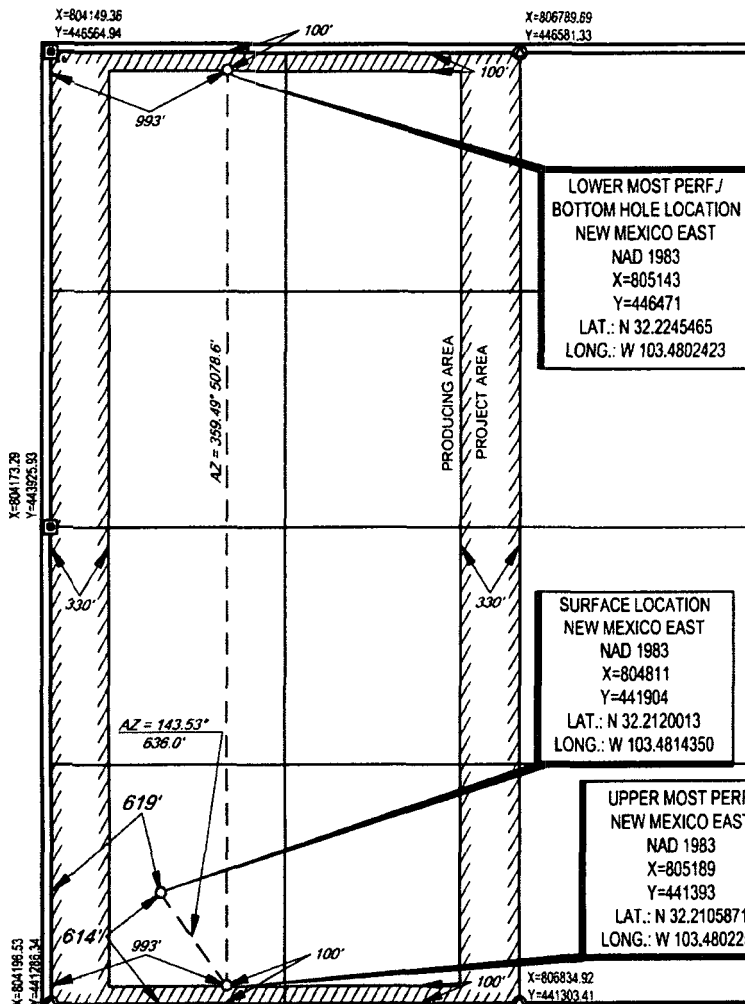 X=804149.36
Y=446564.94
X=806789.69
Y=446581.33
100'
100'
993'
LOWER MOST PERF./
BOTTOM HOLE LOCATION
NEW MEXICO EAST
NAD 1983
X=805143
Y=446471
LAT.: N 32.2245465
LONG.: W 103.4802423
AZ = 359.49° 5078.6'
PRODUCING AREA
PROJECT AREA
X=804173.29
Y=443925.93
330'
330'
SURFACE LOCATION
NEW MEXICO EAST
NAD 1983
X=804811
Y=441904
LAT.: N 32.2120013
LONG.: W 103.4814350
AZ = 143.53°
636.0'
619'
UPPER MOST PERF
NEW MEXICO EAST
NAD 1983
X=805189
Y=441393
LAT.: N 32.2105871
LONG.: W 103.48022
614'
993'
100'
100'
X=804196.53
Y=441286.34
X=806834.92
Y=441303.41